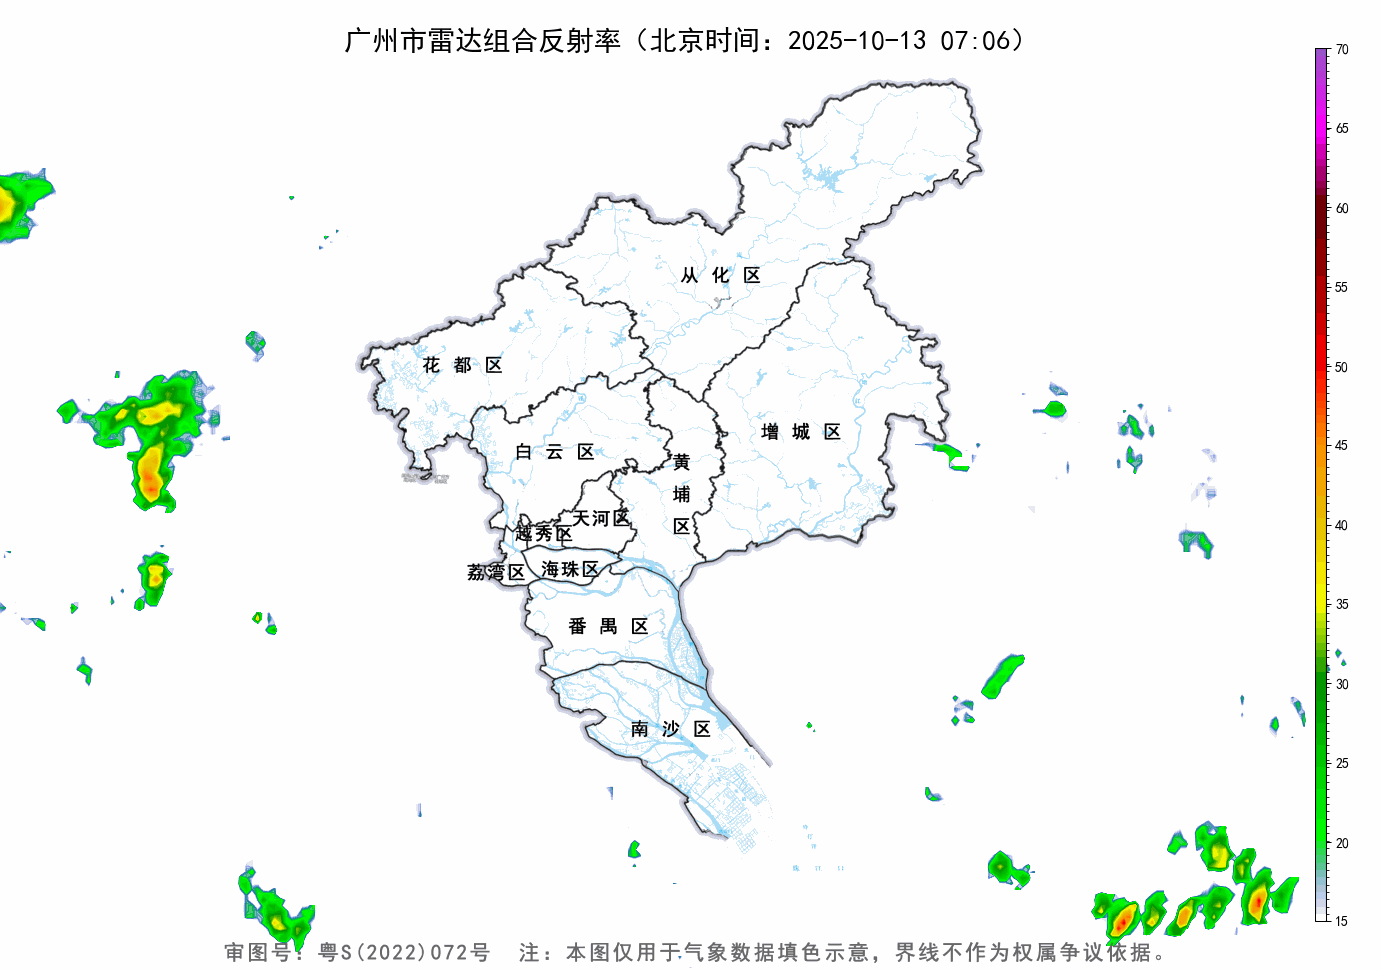 广州市雷达组合反射率（北京时间：2025-10-13 07:06）
70
65
60
55
50
45
40
35
30
25
20
15
从化区
花都区
增城区
白云区
黄埔区
天河区
越秀区
荔湾区
海珠区
番禺区
南沙区
审图号：粤S(2022)072号 注：本图仅用于气象数据填色示意，界线不作为权属争议依据。